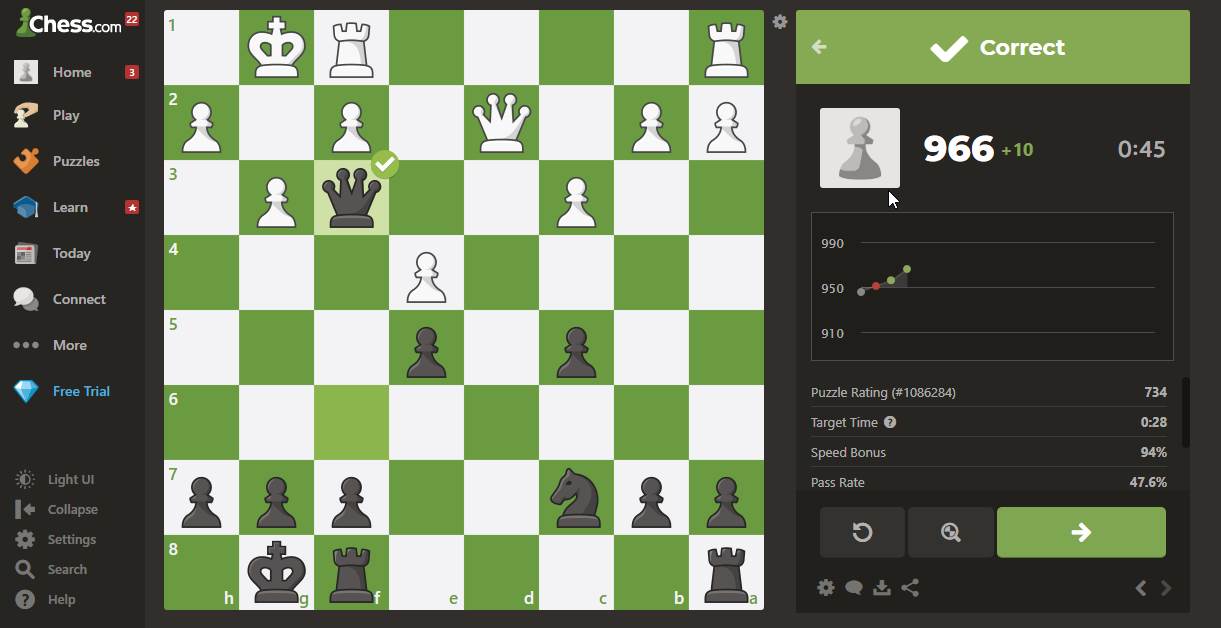 Chess.com 22
Home 3
Play
Puzzles
Learn
Today
Connect
More
Free Trial
Light UI
Collapse
Settings
Search
Help
1
2
3
4
5
6
7
8
h g f e d c b a
Correct
966 +10 0:45
990
950
910
Puzzle Rating (#1086284) 734
Target Time ? 0:28
Speed Bonus 94%
Pass Rate 47.6%